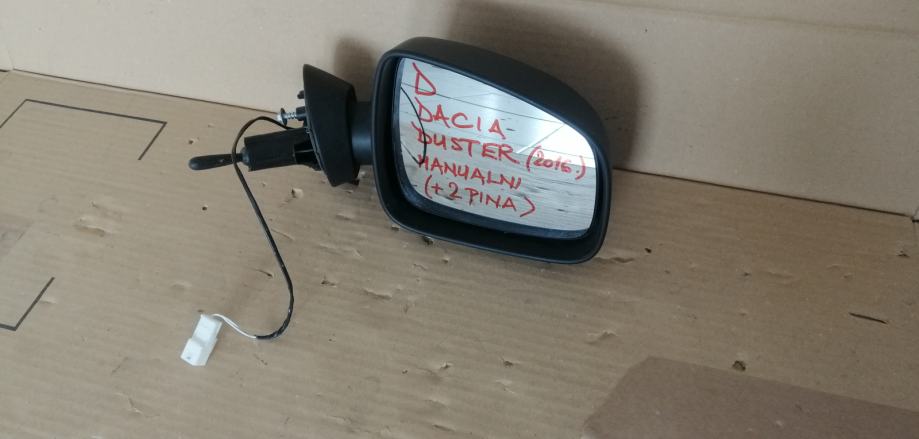 D
DACIA
DUSTER (2016.)
MANUALNI
(+2 PINA)